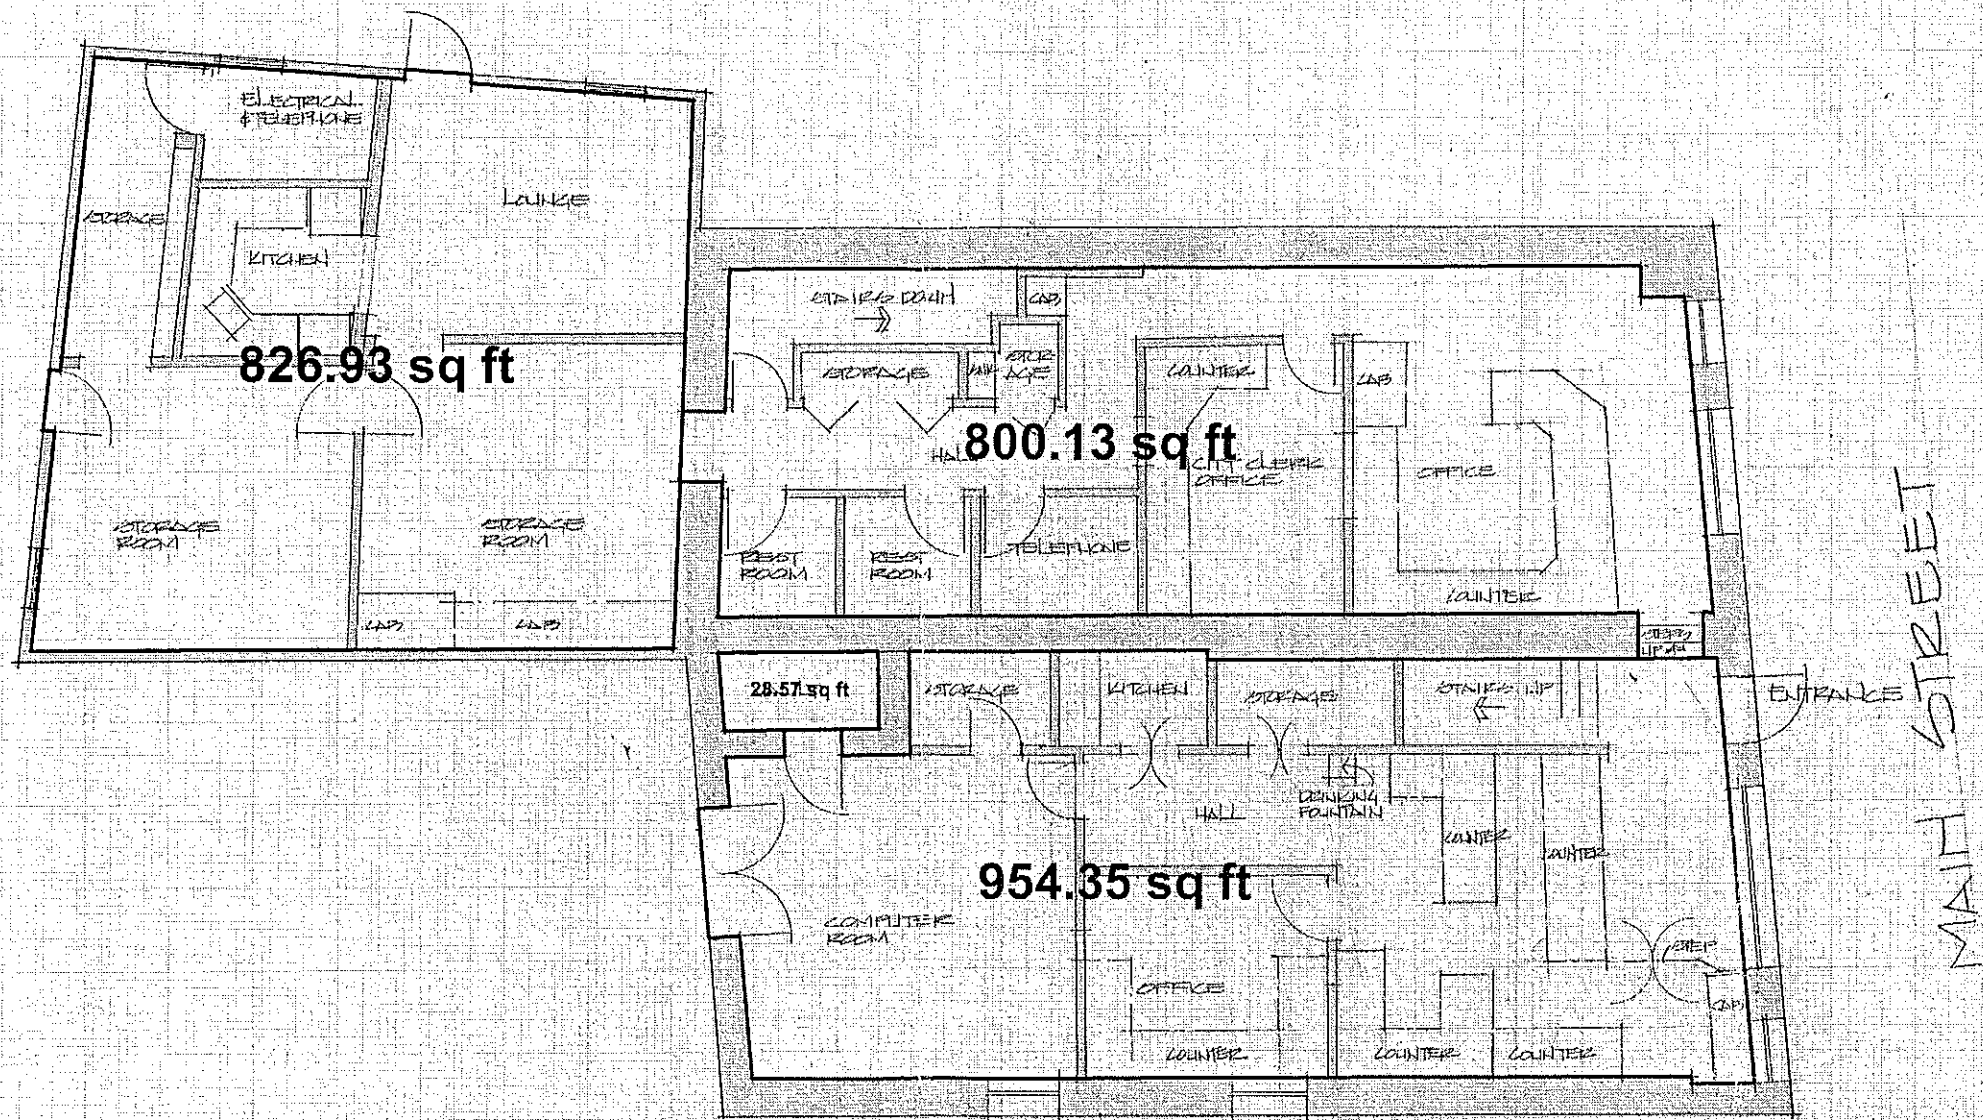 ELECTRICAL
& TELEPHONE
LOUNGE
STORAGE
KITCHEN
826.93 sq ft
STORAGE
ROOM
STORAGE
ROOM
CAB
CAB
STAIRS DOWN
CAB
STORAGE
STOR
AGE
COUNTER
CAB
HALL
800.13 sq ft
CITY CLERK
OFFICE
OFFICE
REST
ROOM
REST
ROOM
TELEPHONE
COUNTER
STEPS
UP
28.57 sq ft
STORAGE
KITCHEN
STORAGE
STAIRS UP
ENTRANCE
MAIN STREET
HALL
DRINKING
FOUNTAIN
COUNTER
COUNTER
954.35 sq ft
COMPUTER
ROOM
STEP
OFFICE
CAB
COUNTER
COUNTER
COUNTER